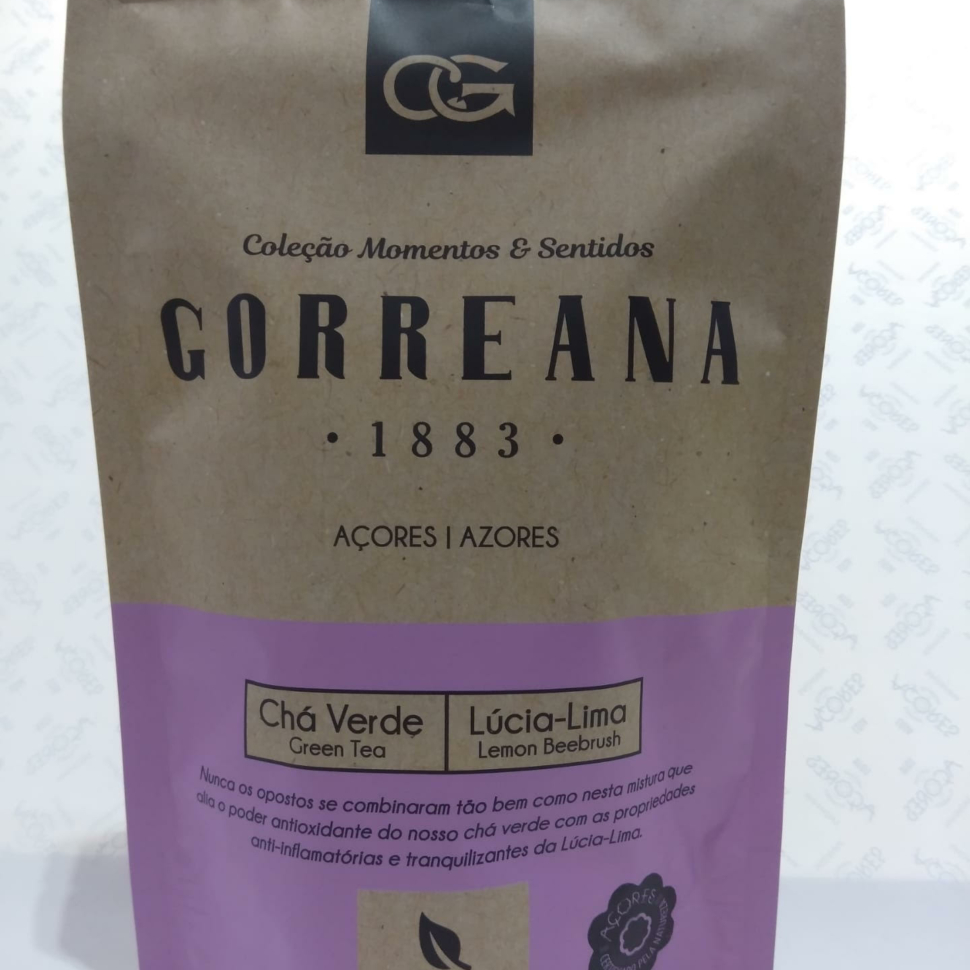 CG
Coleção Momentos & Sentidos
GORREANA
• 1883 •
AÇORES | AZORES
Chá Verde
Green Tea
Lúcia-Lima
Lemon Beebrush
Nunca os opostos se combinaram tão bem como nesta mistura que
alia o poder antioxidante do nosso chá verde com as propriedades
anti-inflamatórias e tranquilizantes da Lúcia-Lima.
AÇORES
PELA NATUREZA